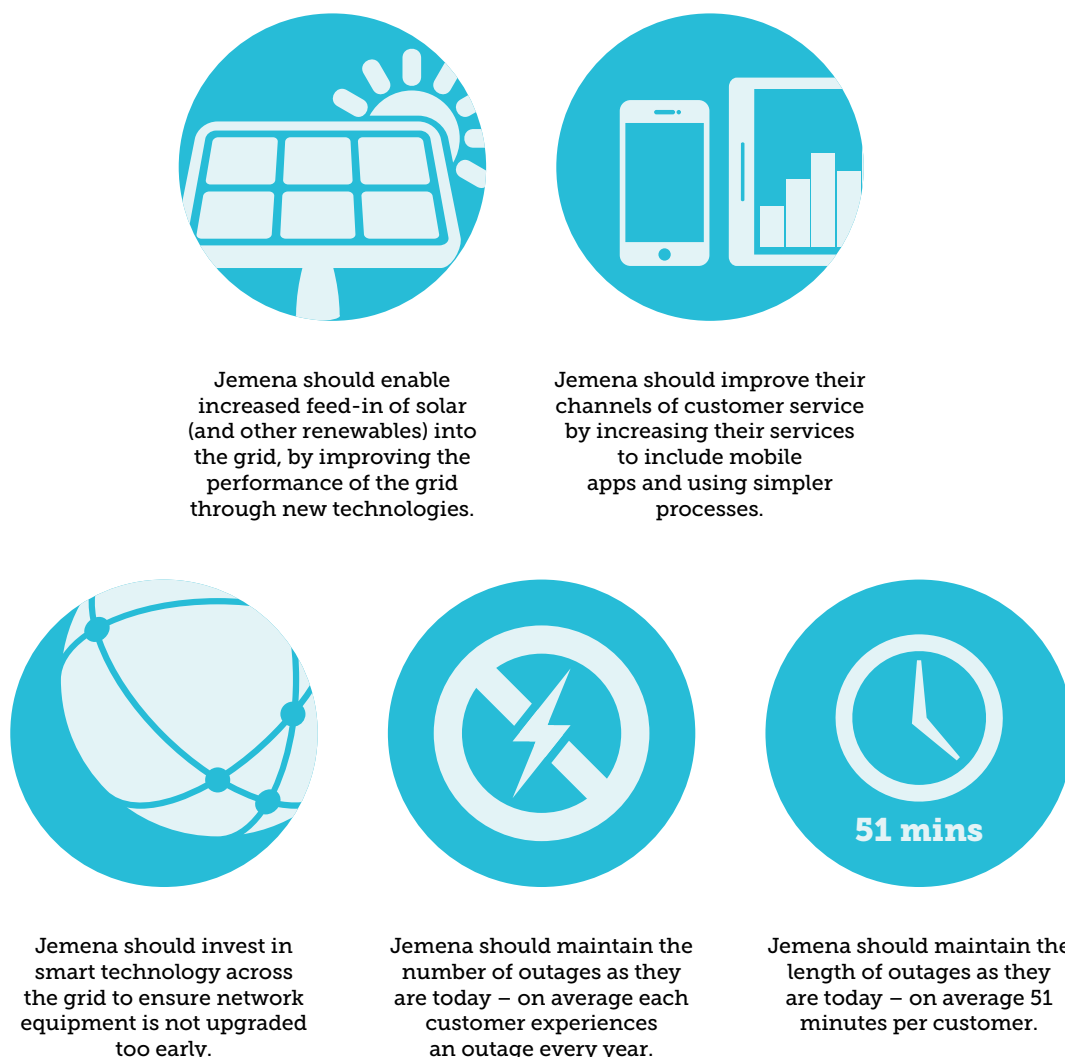 Jemena should enable
increased feed-in of solar
(and other renewables) into
the grid, by improving the
performance of the grid
through new technologies.
Jemena should improve their
channels of customer service
by increasing their services
to include mobile
apps and using simpler
processes.
51 mins
Jemena should invest in
smart technology across
the grid to ensure network
equipment is not upgraded
too early.
Jemena should maintain the
number of outages as they
are today – on average each
customer experiences
an outage every year.
Jemena should maintain the
length of outages as they
are today – on average 51
minutes per customer.